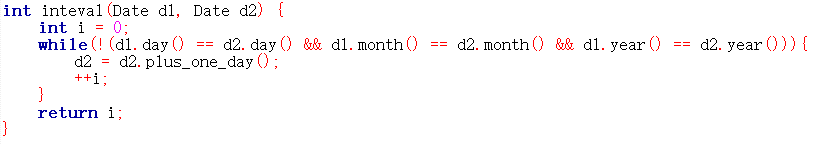 int inteval(Date d1, Date d2) {
    int i = 0;
    while(!(d1.day() == d2.day() && d1.month() == d2.month() && d1.year() == d2.year())){
        d2 = d2.plus_one_day();
        ++i;
    }
    return i;
}